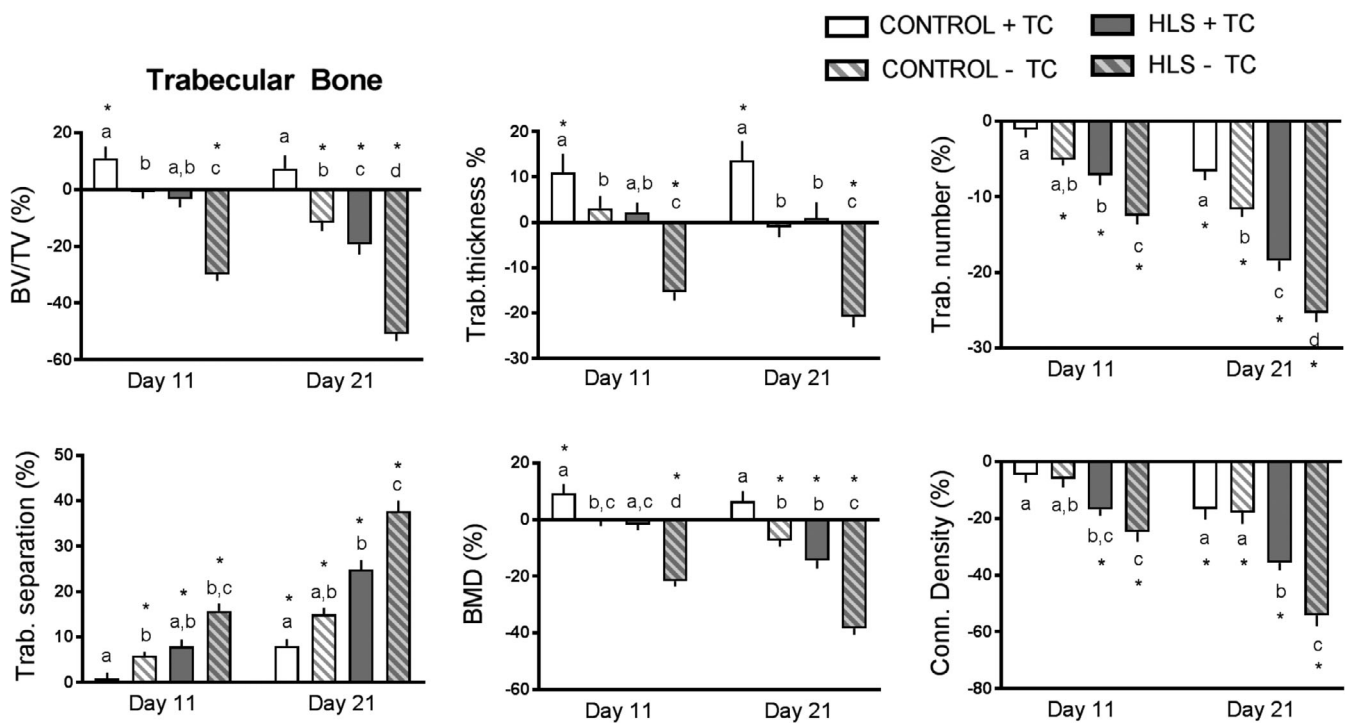 CONTROL + TC HLS + TC
CONTROL - TC HLS - TC
Trabecular Bone
BV/TV (%)
20
0
-20
-40
-60
* a
b
a,b
* c
a
* b
* c
* d
Day 11 Day 21
Trab.thickness %
20
10
0
-10
-20
-30
* a
b
a,b
* c
* a
b
b
* c
Day 11 Day 21
Trab. number (%)
0
-10
-20
-30
a
a,b *
b *
c *
a *
b *
c *
d *
Day 11 Day 21
Trab. separation (%)
50
40
30
20
10
0
a
* b
* a,b
* b,c
* a
* a,b
* b
* c
Day 11 Day 21
BMD (%)
20
0
-20
-40
-60
* a
b,c
a,c
* d
a
* b
* b
* c
Day 11 Day 21
Conn. Density (%)
0
-20
-40
-60
-80
a
a,b
b,c *
c *
a *
a *
b *
c *
Day 11 Day 21